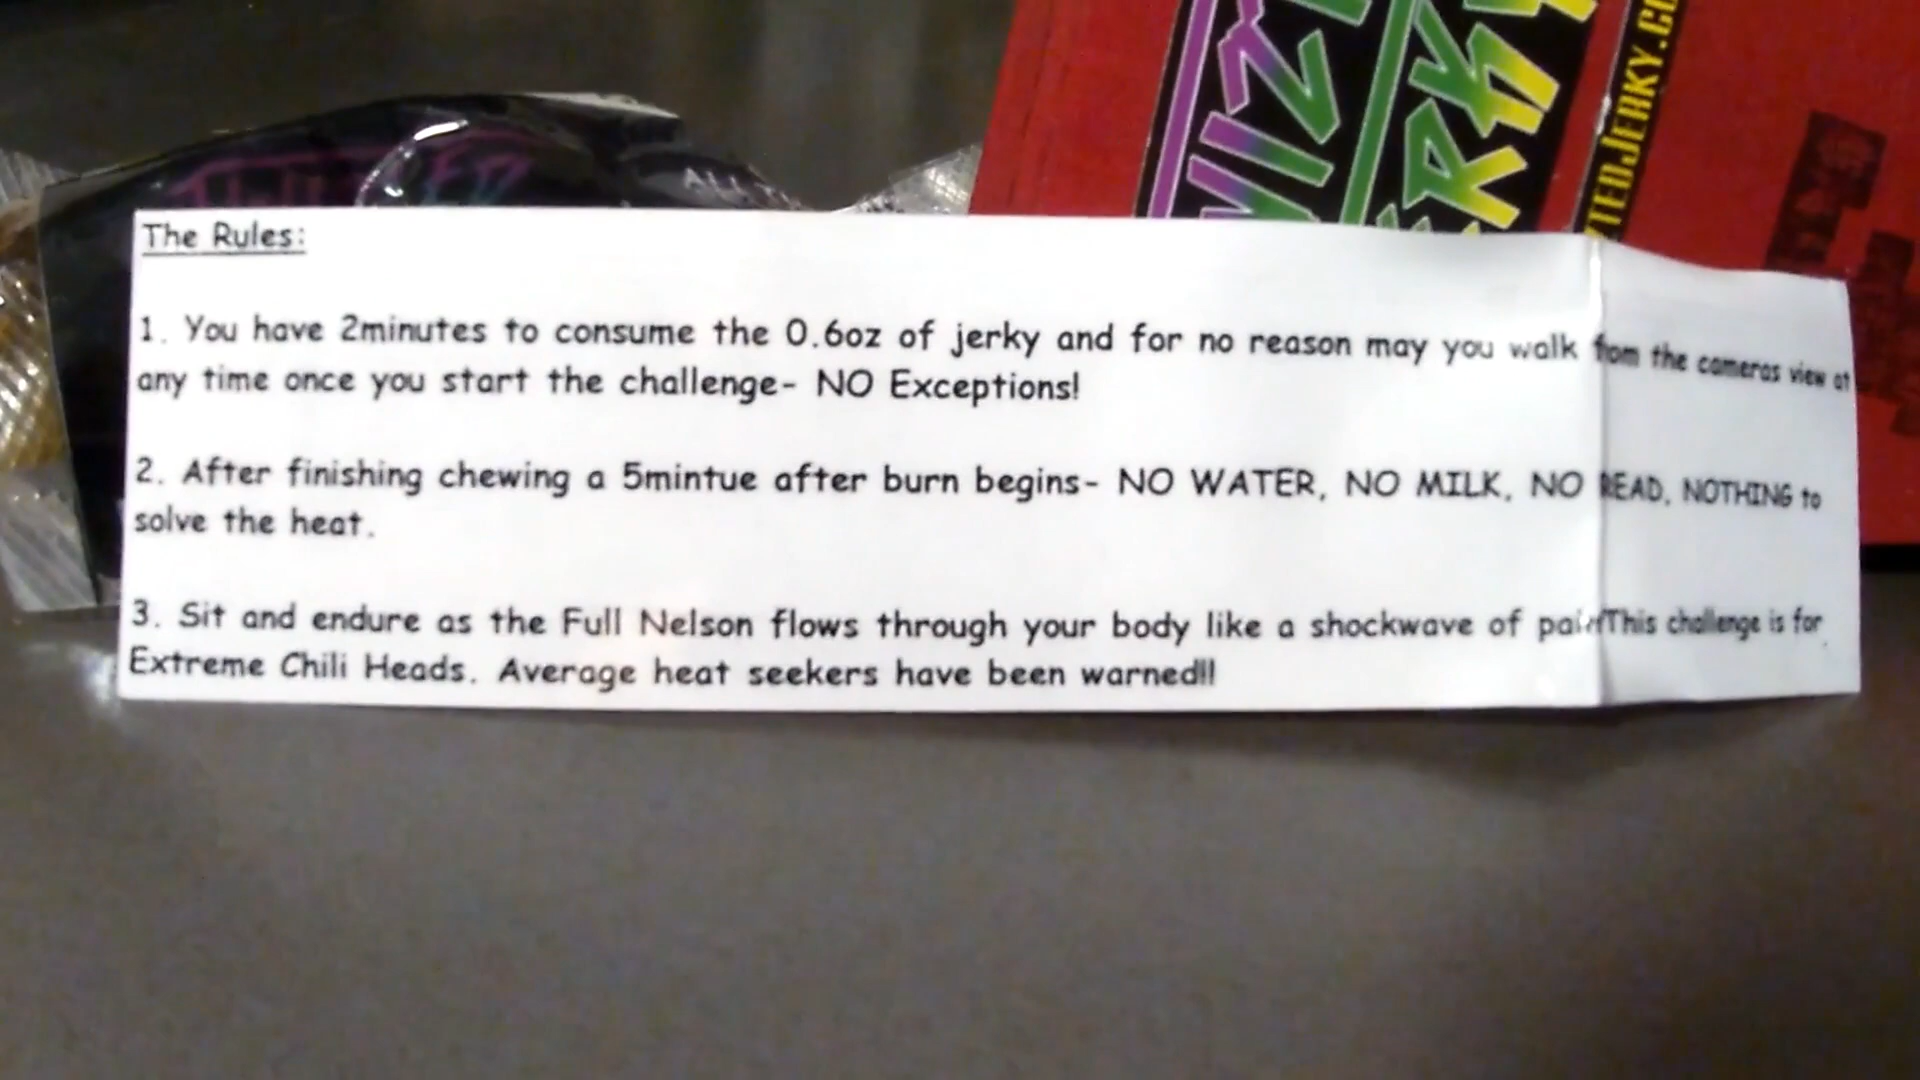 The Rules:
1. You have 2minutes to consume the 0.6oz of jerky and for no reason may you walk from the cameras view at
any time once you start the challenge- NO Exceptions!
2. After finishing chewing a 5mintue after burn begins- NO WATER, NO MILK, NO READ, NOTHING to
solve the heat.
3. Sit and endure as the Full Nelson flows through your body like a shockwave of pain This challenge is for
Extreme Chili Heads. Average heat seekers have been warned!!
ALL
TEDJERKY.CO